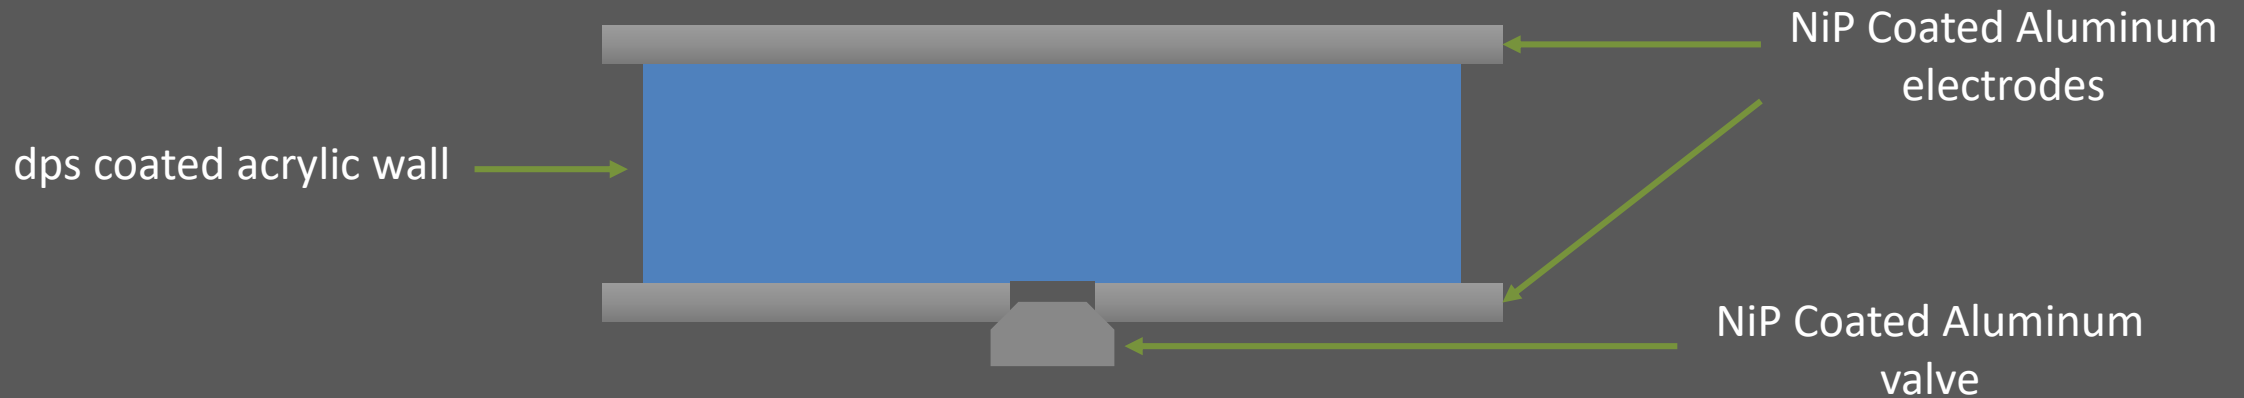 NiP Coated Aluminum
electrodes
dps coated acrylic wall
NiP Coated Aluminum
valve